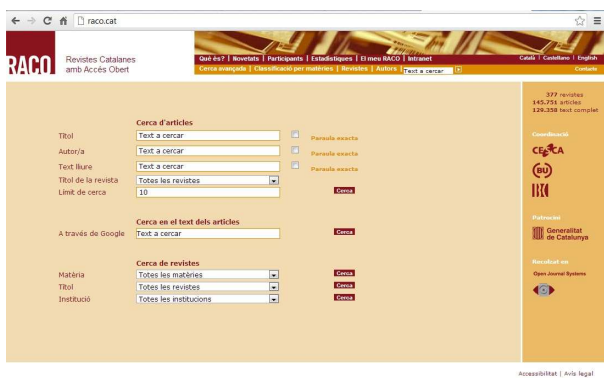 raco.cat
RACO
Revistes Catalanes
amb Accés Obert
Què és? | Novetats | Participants | Estadístiques | El meu RACO | Intranet
Cerca avançada | Classificació per matèries | Revistes | Autors | Text a cercar
Català | Castellano | English
Contacte
377 revistes
145.751 articles
129.358 text complet
Cerca d'articles
Títol Text a cercar Paraula exacta
Autor/a Text a cercar Paraula exacta
Text lliure Text a cercar Paraula exacta
Títol de la revista Totes les revistes
Límit de cerca 10 Cerca
Cerca en el text dels articles
A través de Google Text a cercar Cerca
Cerca de revistes
Matèria Totes les matèries Cerca
Títol Totes les revistes Cerca
Institució Totes les institucions Cerca
Coordinació
CESCA
BU
Patrocini
Generalitat
de Catalunya
Recolzat en
Open Journal Systems
Accessibilitat | Avís legal